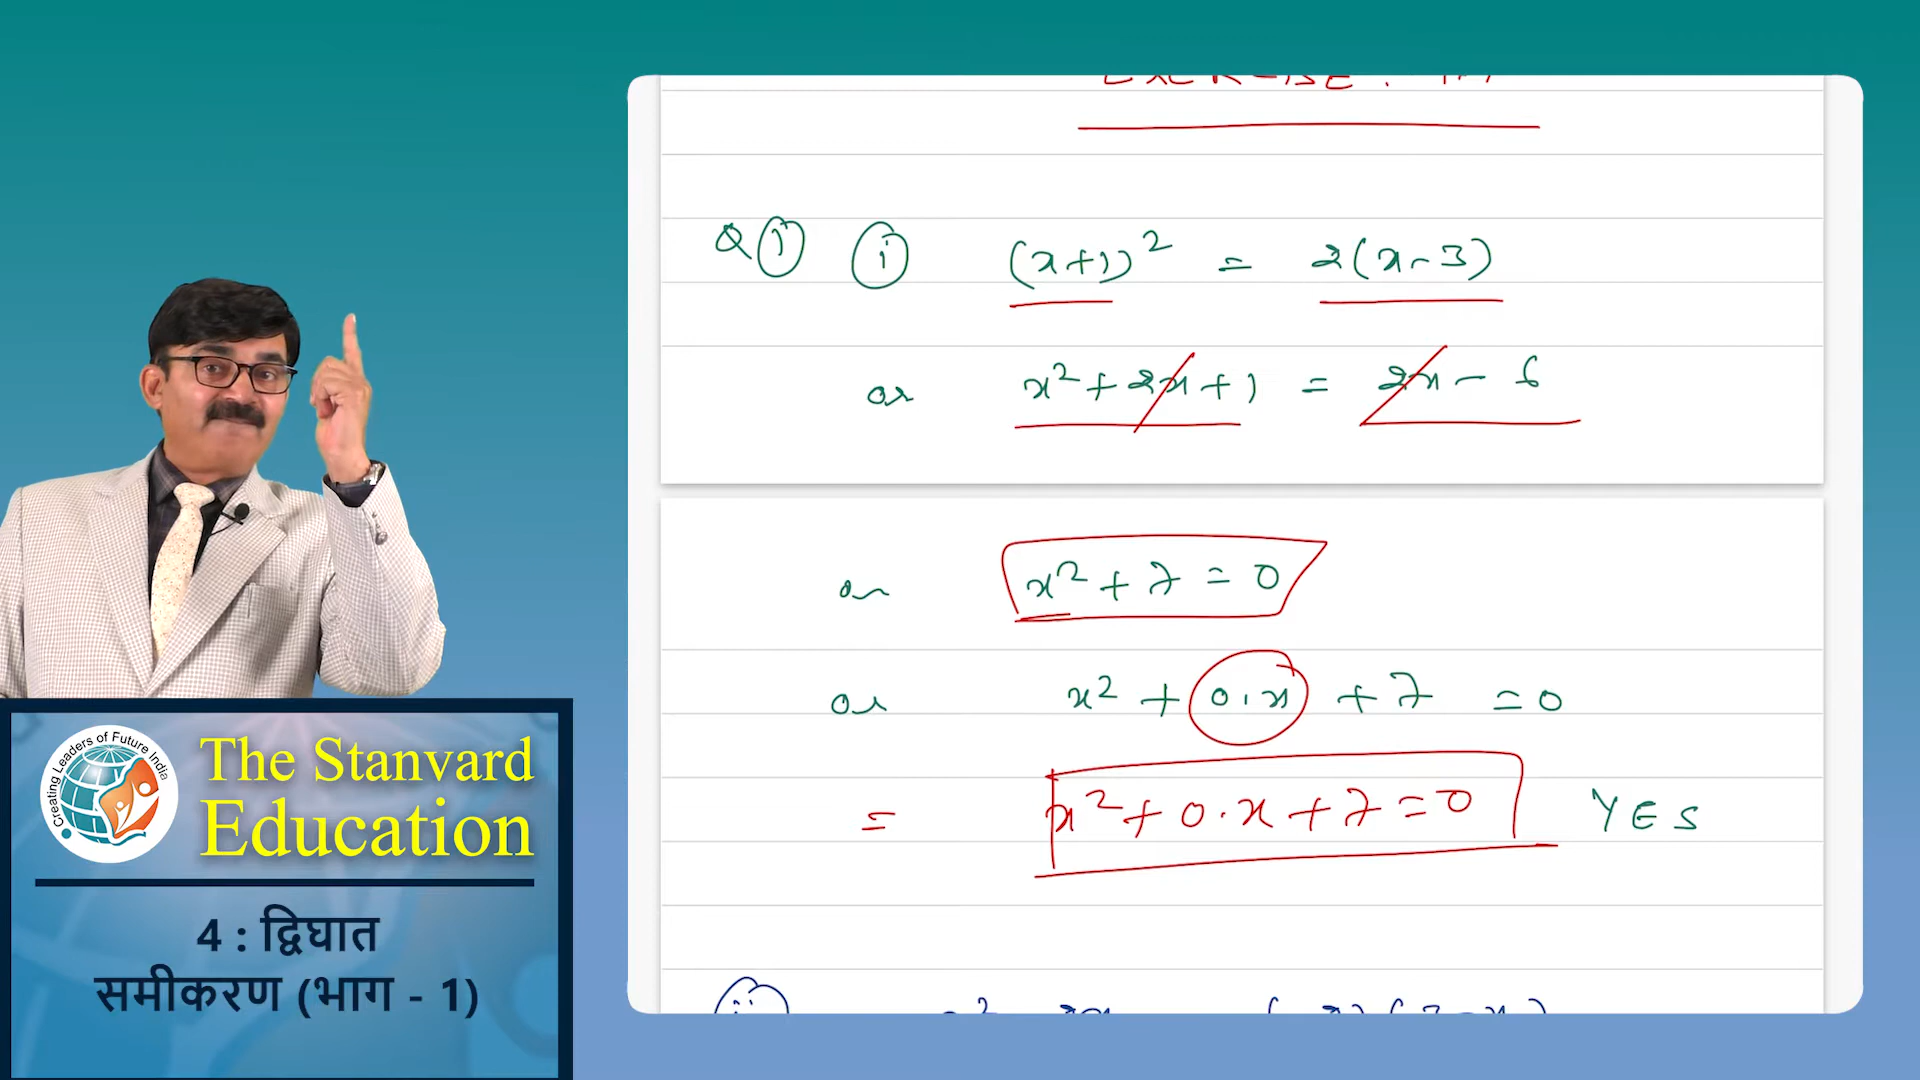 Q (i) (i) (x+1)² = 2(x-3)
or x² + 2x + 1 = 2x - 6
or x² + 7 = 0
or x² + 0.x + 7 = 0
= x² + 0.x + 7 = 0 YES
Creating Leaders of Future India
The Stanvard
Education
4 : द्विघात
समीकरण (भाग - 1)